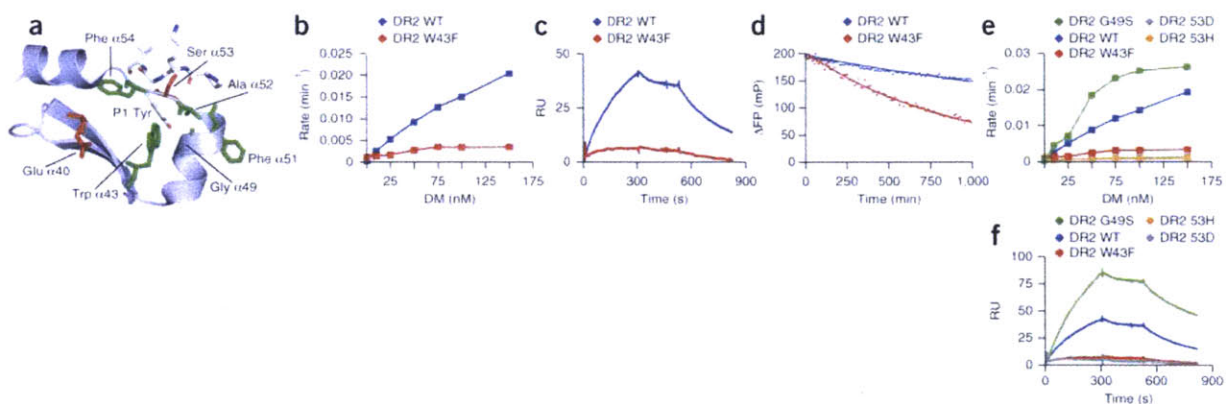 a
Phe α54
Ser α53
Ala α52
P1 Tyr
Glu α40
Trp α43
Gly α49
Phe α51
b
DR2 WT
DR2 W43F
Rate (min⁻¹)
0.025
0.020
0.015
0.010
0.005
0
25
75
125
175
DM (nM)
c
DR2 WT
DR2 W43F
RU
50
25
0
0
300
600
900
Time (s)
d
DR2 WT
DR2 W43F
ΔFP (mP)
200
150
100
50
0
0
250
500
750
1.000
Time (min)
e
DR2 G49S
DR2 53D
DR2 WT
DR2 53H
DR2 W43F
Rate (min⁻¹)
0.03
0.02
0.01
0
25
75
125
175
DM (nM)
f
DR2 G49S
DR2 53H
DR2 WT
DR2 53D
DR2 W43F
RU
100
75
50
25
0
0
300
600
900
Time (s)